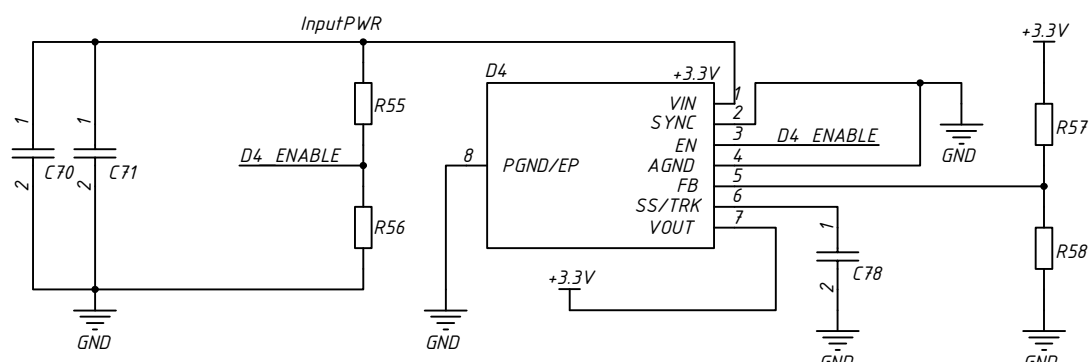 InputPWR
+3.3V
D4
+3.3V
1
1
R55
VIN
1
R57
SYNC
2
D4 ENABLE
EN
3
D4 ENABLE
GND
8
PGND/EP
AGND
4
C70
C71
2
2
FB
5
SS/TRK
6
R56
VOUT
7
1
R58
+3.3V
C78
2
GND
GND
GND
GND